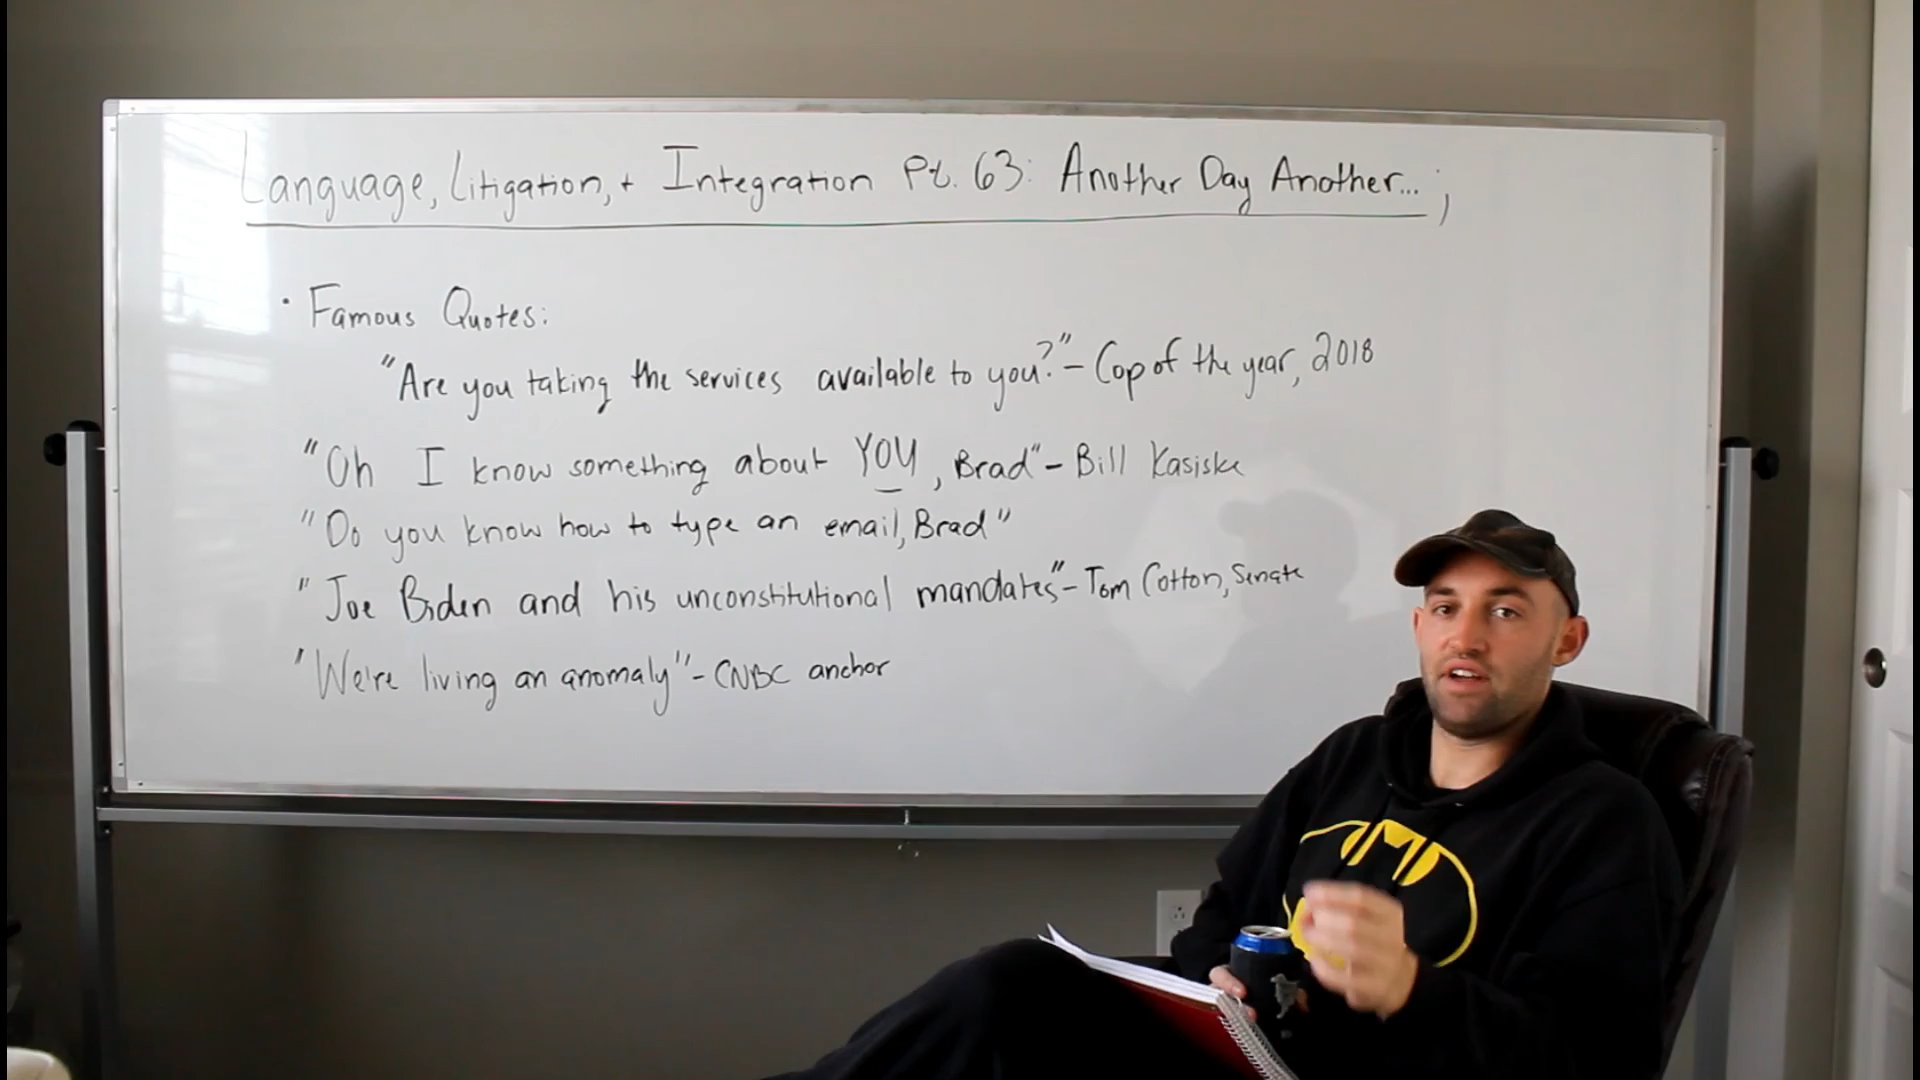 Language, Litigation, + Integration Pt. 63: Another Day Another... ;
· Famous Quotes:
"Are you taking the services available to you?" – Cop of the year, 2018
"Oh I know something about YOU, Brad" – Bill Kasiske
"Do you know how to type an email, Brad"
"Joe Biden and his unconstitutional mandates" – Tom Cotton, Senate
"We're living an anomaly" – CNBC anchor